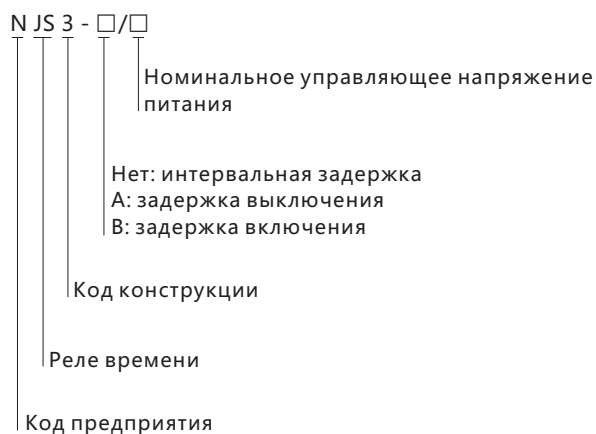 N JS 3 - □/□
Номинальное управляющее напряжение
питания
Нет: интервальная задержка
A: задержка выключения
B: задержка включения
Код конструкции
Реле времени
Код предприятия